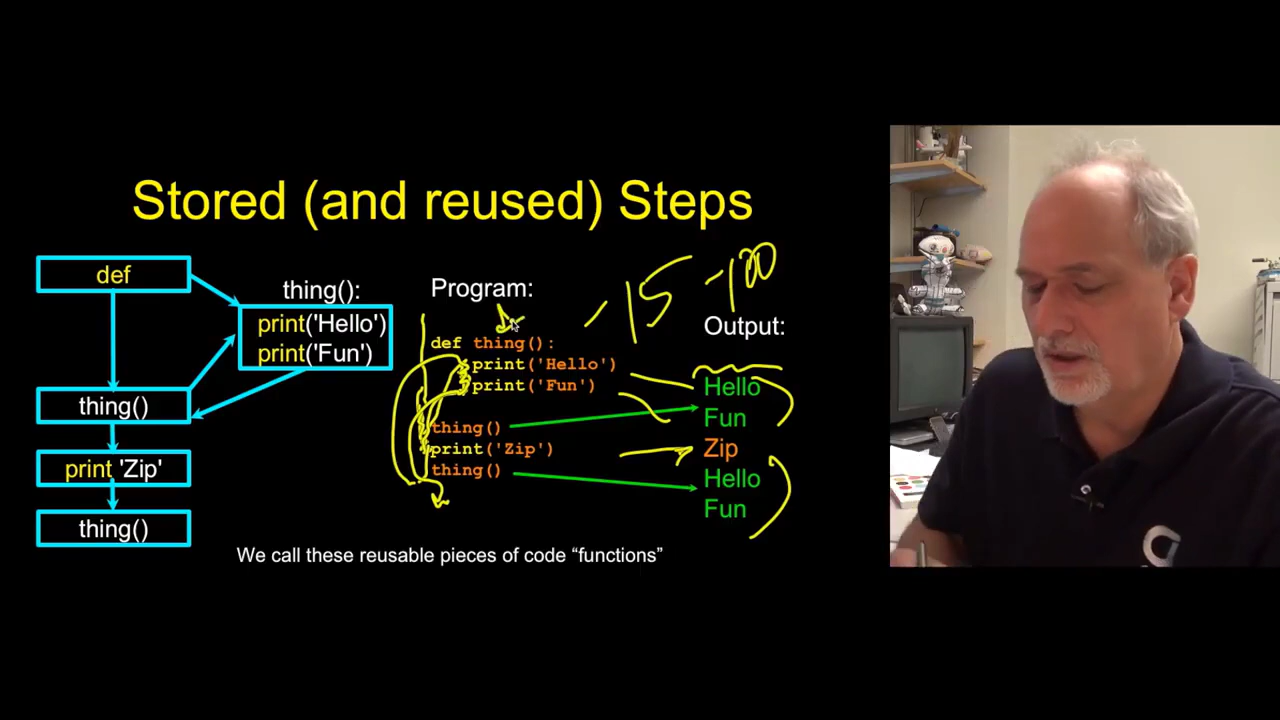 Stored (and reused) Steps
def
thing():
print('Hello')
print('Fun')
thing()
print 'Zip'
thing()
Program:
def thing():
print('Hello')
print('Fun')
thing()
print('Zip')
thing()
- 15 - 100
Output:
Hello
Fun
Zip
Hello
Fun
We call these reusable pieces of code “functions”